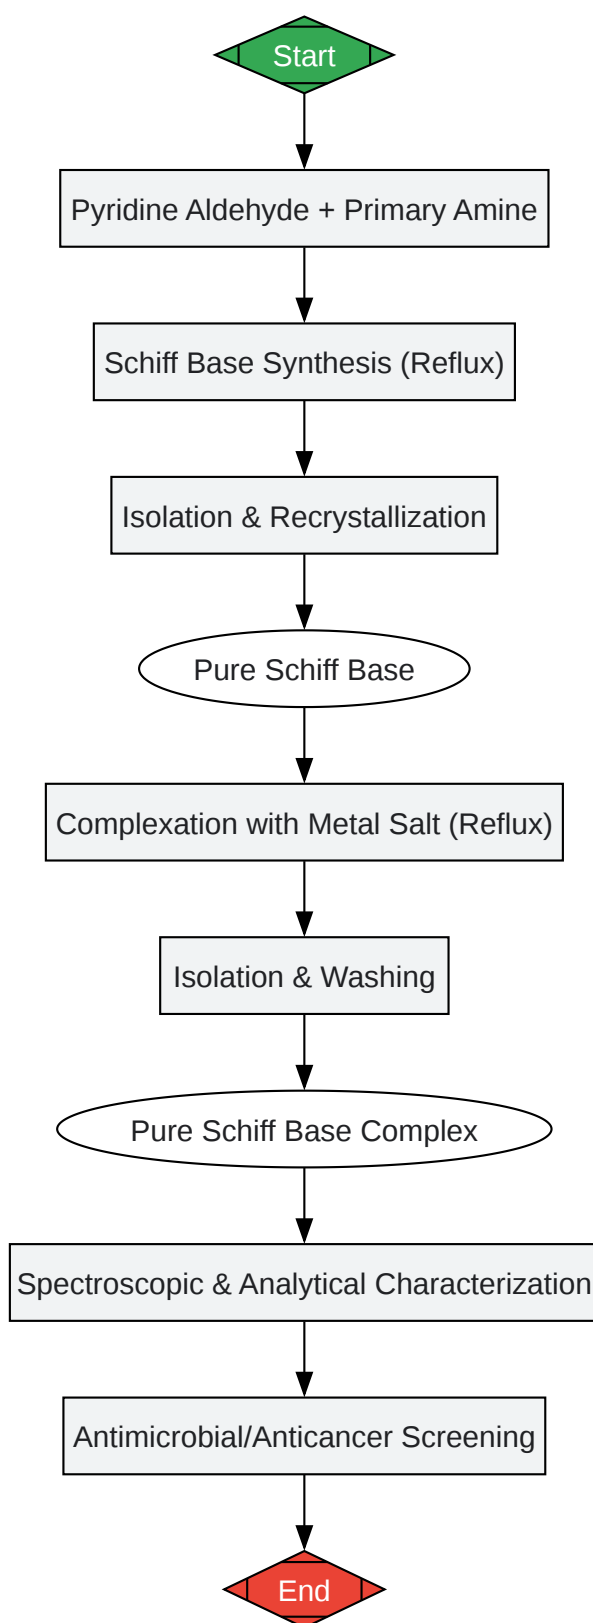 Start
Pyridine Aldehyde + Primary Amine
Schiff Base Synthesis (Reflux)
Isolation & Recrystallization
Pure Schiff Base
Complexation with Metal Salt (Reflux)
Isolation & Washing
Pure Schiff Base Complex
Spectroscopic & Analytical Characterization
Antimicrobial/Anticancer Screening
End